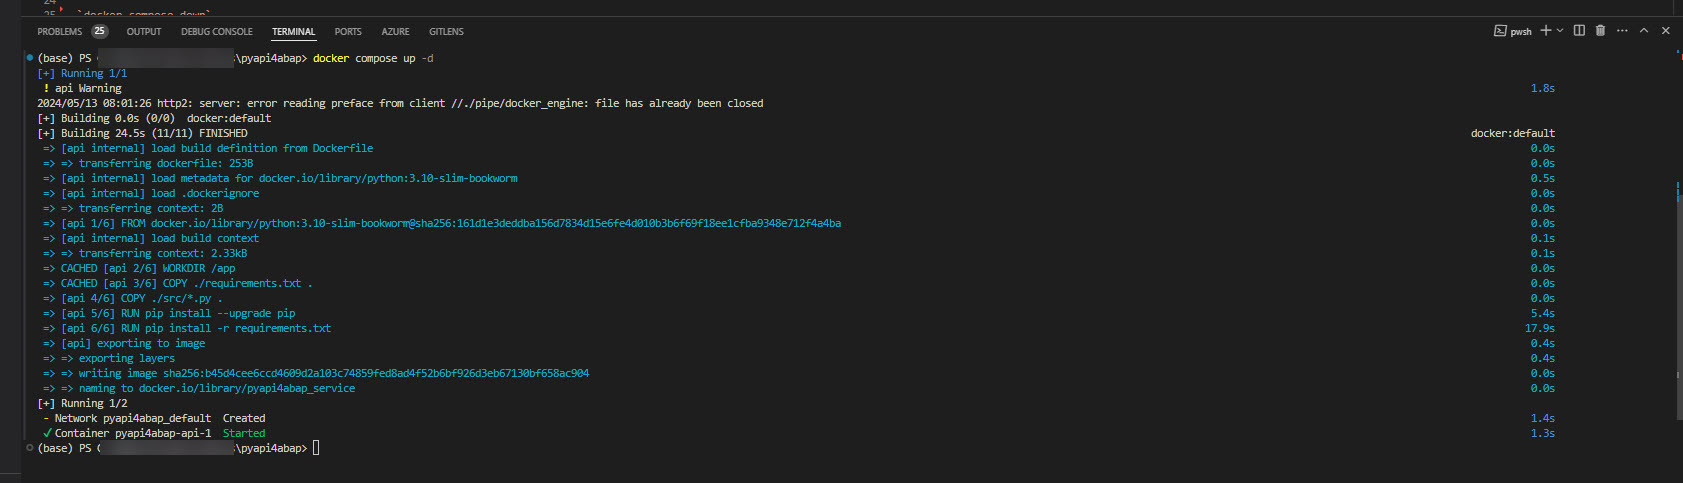 24
25 `docker compose down`
PROBLEMS 25 OUTPUT DEBUG CONSOLE TERMINAL PORTS AZURE GITLENS pwsh
(base) PS \pyapi4abap> docker compose up -d
[+] Running 1/1
! api Warning 1.8s
2024/05/13 08:01:26 http2: server: error reading preface from client //./pipe/docker_engine: file has already been closed
[+] Building 0.0s (0/0) docker:default
[+] Building 24.5s (11/11) FINISHED docker:default
=> [api internal] load build definition from Dockerfile 0.0s
=> => transferring dockerfile: 253B 0.0s
=> [api internal] load metadata for docker.io/library/python:3.10-slim-bookworm 0.5s
=> [api internal] load .dockerignore 0.0s
=> => transferring context: 2B 0.0s
=> [api 1/6] FROM docker.io/library/python:3.10-slim-bookworm@sha256:161d1e3deddba156d7834d15e6fe4d010b3b6f69f18ee1cfba9348e712f4a4ba 0.0s
=> [api internal] load build context 0.1s
=> => transferring context: 2.33kB 0.1s
=> CACHED [api 2/6] WORKDIR /app 0.0s
=> CACHED [api 3/6] COPY ./requirements.txt . 0.0s
=> [api 4/6] COPY ./src/*.py . 0.0s
=> [api 5/6] RUN pip install --upgrade pip 5.4s
=> [api 6/6] RUN pip install -r requirements.txt 17.9s
=> [api] exporting to image 0.4s
=> => exporting layers 0.4s
=> => writing image sha256:b45d4cee6ccd4609d2a103c74859fed8ad4f52b6bf926d3eb67130bf658ac904 0.0s
=> => naming to docker.io/library/pyapi4abap_service 0.0s
[+] Running 1/2
- Network pyapi4abap_default Created 1.4s
✓ Container pyapi4abap-api-1 Started 1.3s
(base) PS \pyapi4abap>